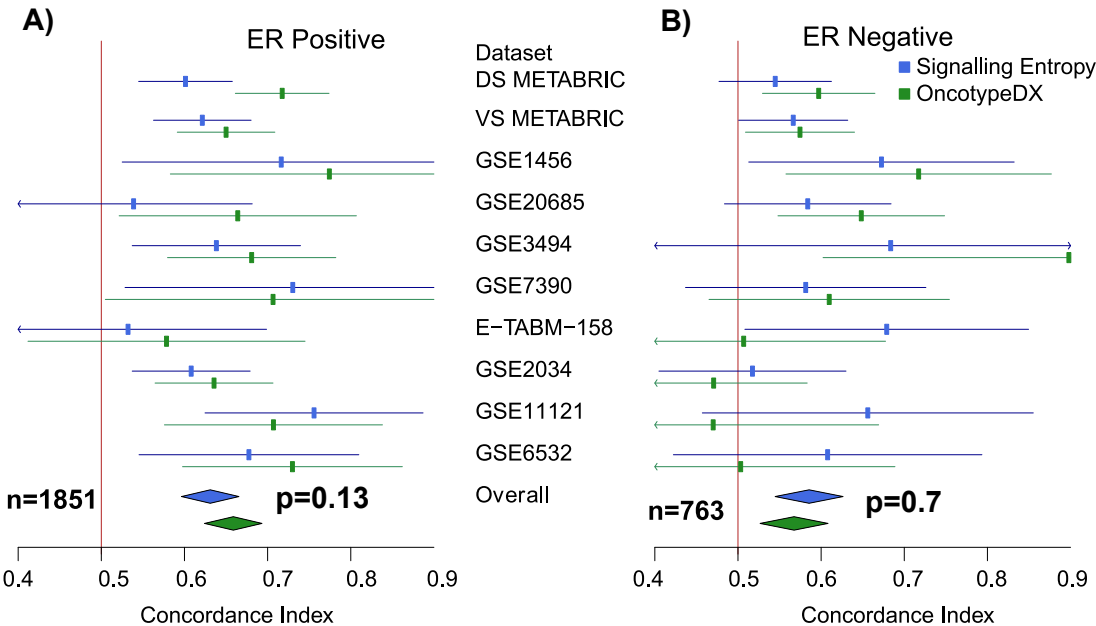 A)
ER Positive
B)
ER Negative
Signalling Entropy
OncotypeDX
Dataset
DS METABRIC
VS METABRIC
GSE1456
GSE20685
GSE3494
GSE7390
E−TABM−158
GSE2034
GSE11121
GSE6532
Overall
n=1851
p=0.13
n=763
p=0.7
0.4 0.5 0.6 0.7 0.8 0.9
Concordance Index
0.4 0.5 0.6 0.7 0.8 0.9
Concordance Index